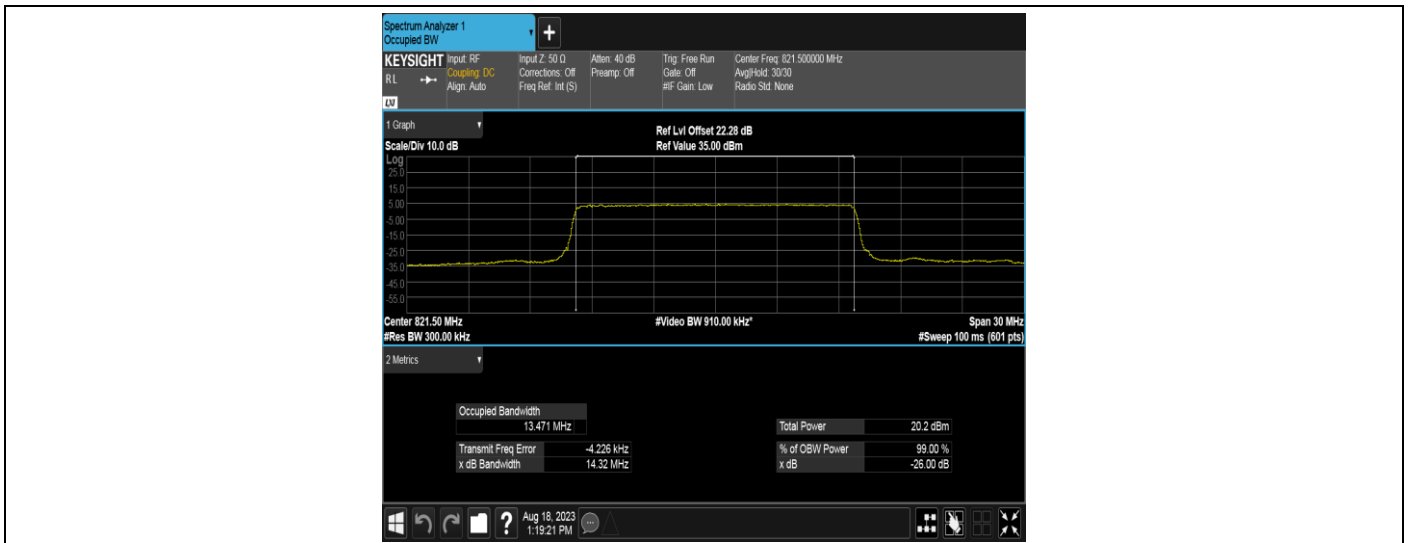 Spectrum Analyzer 1
Occupied BW
+
KEYSIGHT Input: RF Input Z: 50 Ω Atten: 40 dB Trig: Free Run Center Freq: 821.500000 MHz
RL Coupling: DC Corrections: Off Preamp: Off Gate: Off Avg|Hold: 30/30
Align: Auto Freq Ref: Int (S) #IF Gain: Low Radio Std: None
LXI
1 Graph Ref Lvl Offset 22.28 dB
Scale/Div 10.0 dB Ref Value 35.00 dBm
Log
25.0
15.0
5.00
-5.00
-15.0
-25.0
-35.0
-45.0
-55.0
Center 821.50 MHz #Video BW 910.00 kHz* Span 30 MHz
#Res BW 300.00 kHz #Sweep 100 ms (601 pts)
2 Metrics
Occupied Bandwidth
13.471 MHz Total Power 20.2 dBm
Transmit Freq Error -4.226 kHz % of OBW Power 99.00 %
x dB Bandwidth 14.32 MHz x dB -26.00 dB
? Aug 18, 2023
1:19:21 PM